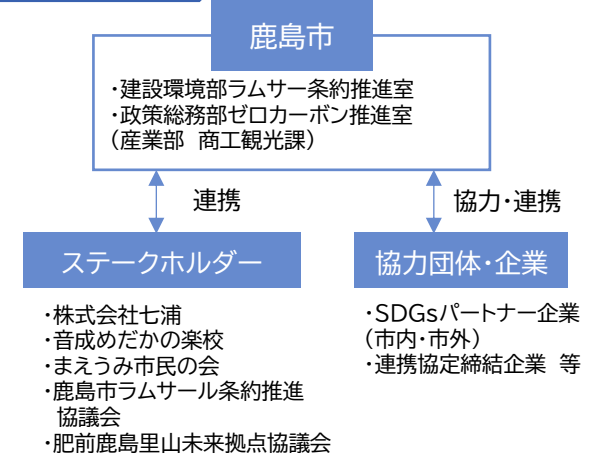 鹿島市
・建設環境部ラムサー条約推進室
・政策総務部ゼロカーボン推進室
(産業部 商工観光課)
連携
協力・連携
ステークホルダー
・株式会社七浦
・音成めだかの楽校
・まえうみ市民の会
・鹿島市ラムサール条約推進
協議会
・肥前鹿島里山未来拠点協議会
協力団体・企業
・SDGsパートナー企業
(市内・市外)
・連携協定締結企業 等